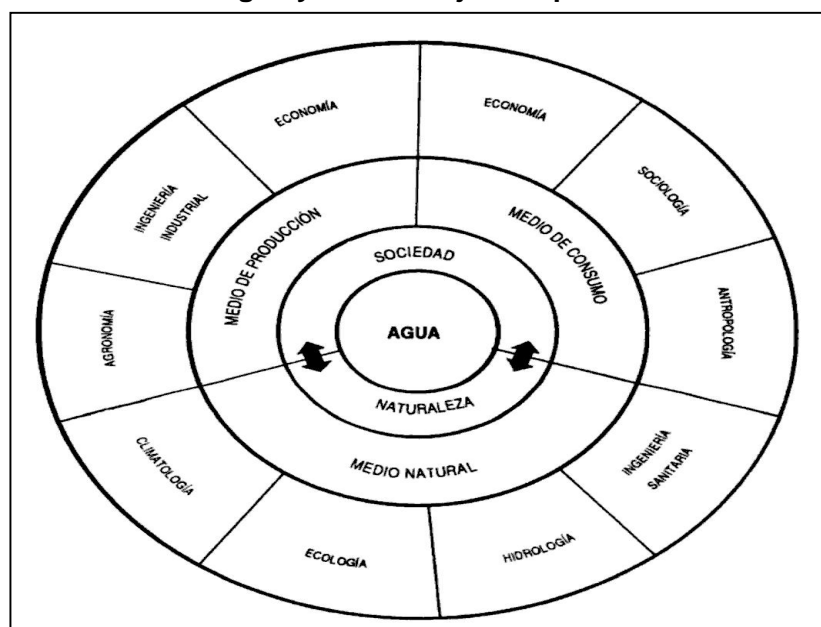 ECONOMÍA
ECONOMÍA
SOCIOLOGÍA
ANTROPOLOGÍA
INGENIERÍA
SANITARIA
HIDROLOGÍA
ECOLOGÍA
CLIMATOLOGÍA
AGRONOMÍA
INGENIERÍA
INDUSTRIAL
MEDIO DE PRODUCCIÓN
MEDIO DE CONSUMO
MEDIO NATURAL
SOCIEDAD
NATURALEZA
AGUA